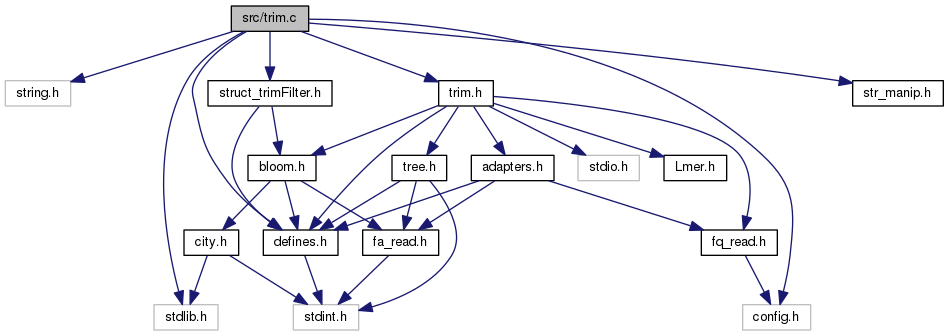 src/trim.c
string.h
struct_trimFilter.h
trim.h
str_manip.h
bloom.h
tree.h
adapters.h
stdio.h
Lmer.h
city.h
defines.h
fa_read.h
fq_read.h
stdlib.h
stdint.h
config.h